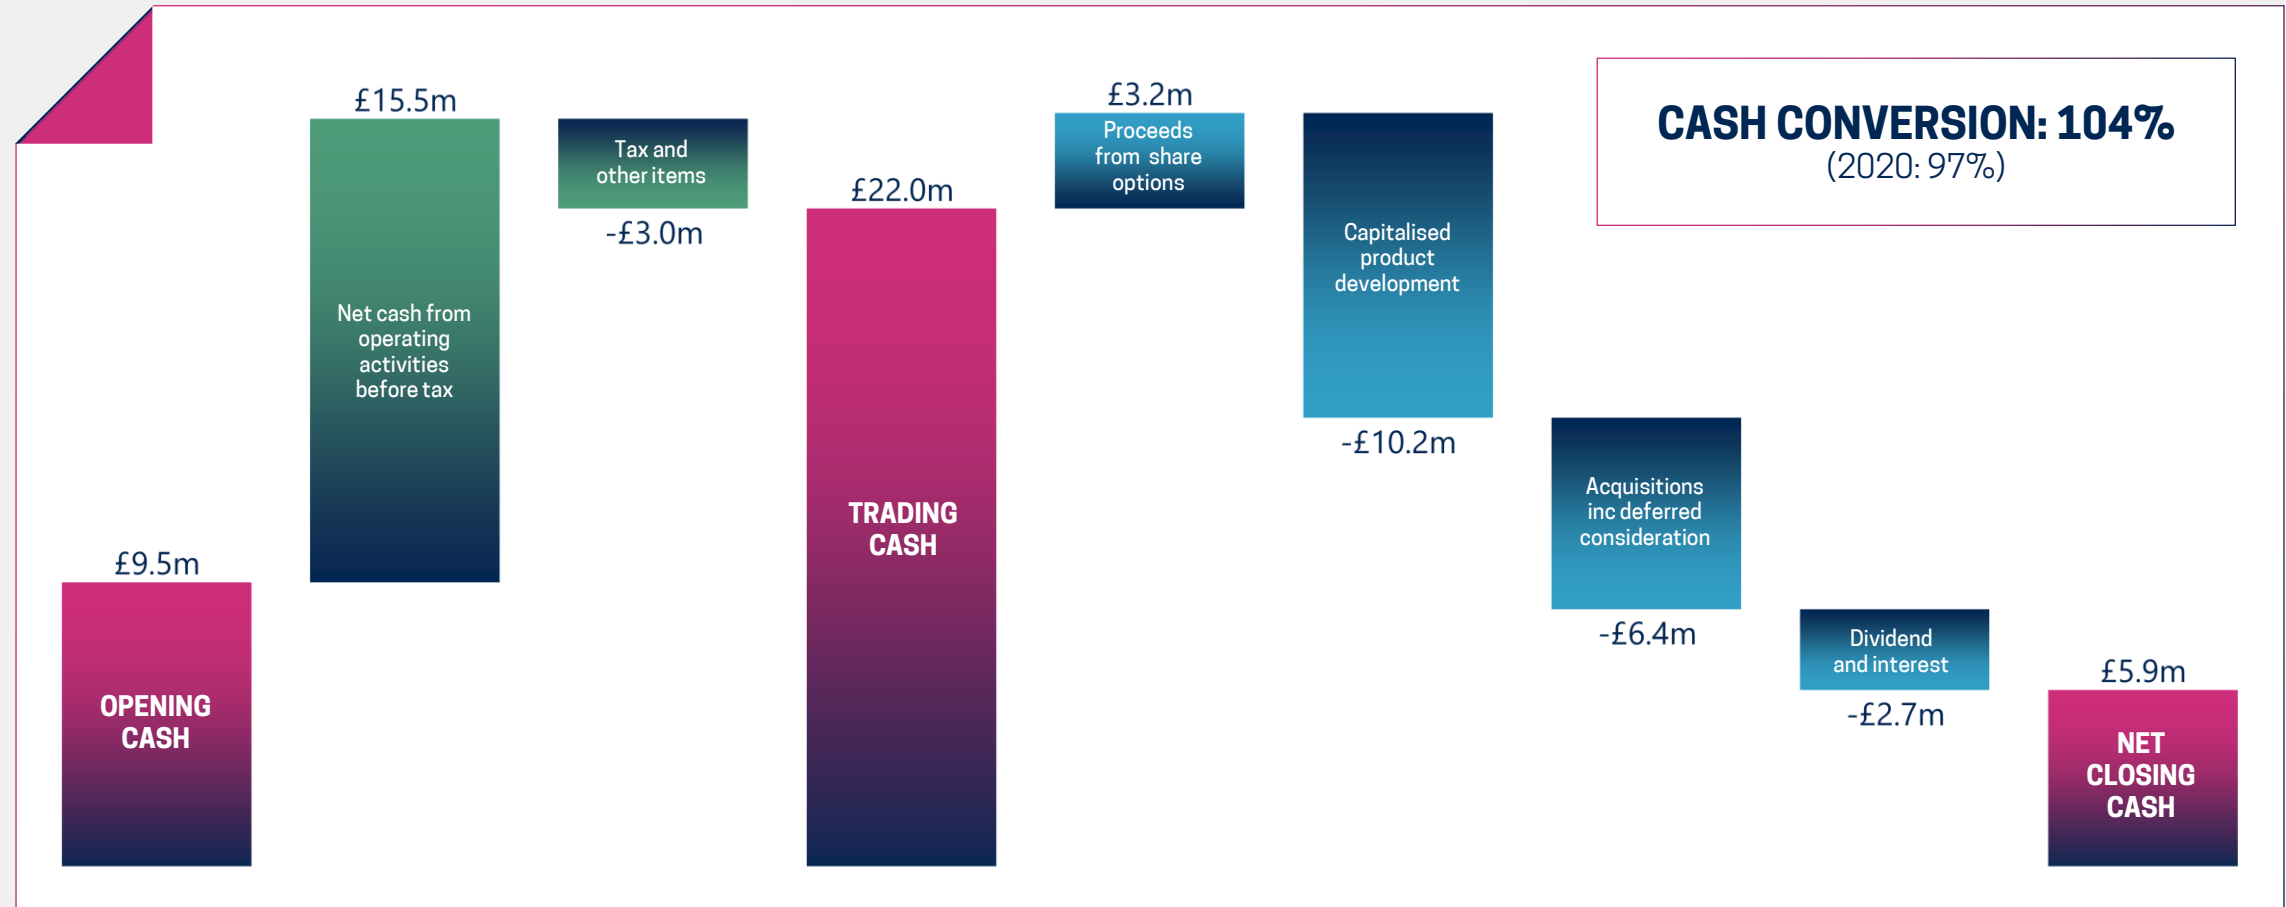 £9.5m
OPENING
CASH
£15.5m
Net cash from
operating
activities
before tax
Tax and
other items
-£3.0m
£22.0m
TRADING
CASH
£3.2m
Proceeds
from share
options
Capitalised
product
development
-£10.2m
Acquisitions
inc deferred
consideration
-£6.4m
Dividend
and interest
-£2.7m
£5.9m
NET
CLOSING
CASH
CASH CONVERSION: 104%
(2020: 97%)